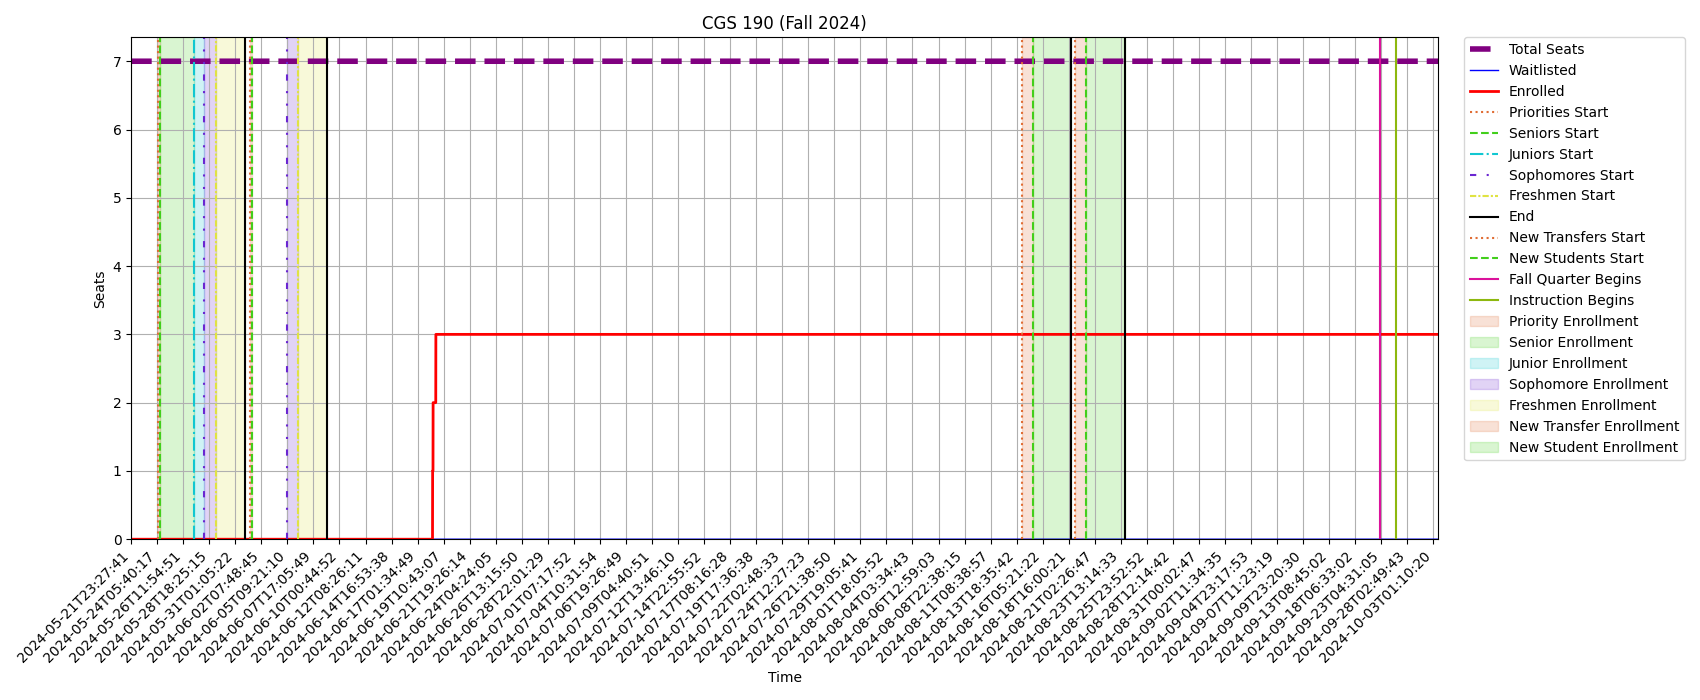 CGS 190 (Fall 2024)
Seats
7
6
5
4
3
2
1
0
2024-05-21T23:27:41
2024-05-24T05:40:17
2024-05-26T11:54:51
2024-05-28T18:25:15
2024-05-31T01:05:22
2024-06-02T07:48:45
2024-06-05T09:21:10
2024-06-07T17:05:49
2024-06-10T00:44:52
2024-06-12T08:26:11
2024-06-14T16:53:38
2024-06-17T01:34:49
2024-06-19T10:43:07
2024-06-21T19:26:14
2024-06-24T04:24:05
2024-06-26T13:15:50
2024-06-28T22:01:29
2024-07-01T07:17:52
2024-07-04T10:31:54
2024-07-06T19:26:49
2024-07-09T04:40:51
2024-07-12T13:46:10
2024-07-14T22:55:52
2024-07-17T08:16:28
2024-07-19T17:36:38
2024-07-22T02:48:33
2024-07-24T12:27:23
2024-07-26T21:38:50
2024-07-29T19:05:41
2024-08-01T18:05:52
2024-08-04T03:34:43
2024-08-06T12:59:03
2024-08-08T22:38:15
2024-08-11T08:38:57
2024-08-13T18:35:42
2024-08-16T05:21:22
2024-08-18T16:00:21
2024-08-21T02:26:47
2024-08-23T13:14:33
2024-08-25T23:52:52
2024-08-28T12:14:42
2024-08-31T00:02:47
2024-09-02T11:34:35
2024-09-04T23:17:53
2024-09-07T11:23:19
2024-09-09T23:20:30
2024-09-13T08:45:02
2024-09-18T06:33:02
2024-09-23T04:31:05
2024-09-28T02:49:43
2024-10-03T01:10:20
Time
Total Seats
Waitlisted
Enrolled
Priorities Start
Seniors Start
Juniors Start
Sophomores Start
Freshmen Start
End
New Transfers Start
New Students Start
Fall Quarter Begins
Instruction Begins
Priority Enrollment
Senior Enrollment
Junior Enrollment
Sophomore Enrollment
Freshmen Enrollment
New Transfer Enrollment
New Student Enrollment